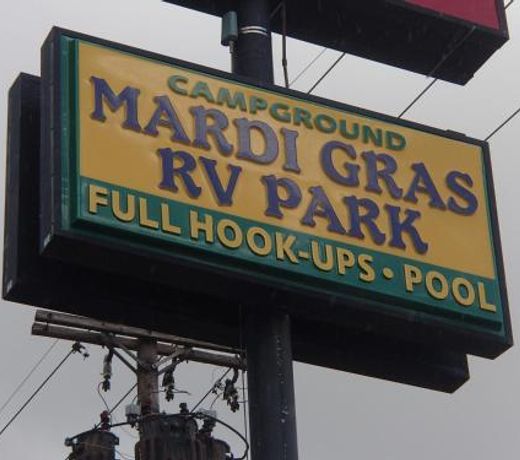 CAMPGROUND
MARDI GRAS
RV PARK
FULL HOOK-UPS • POOL